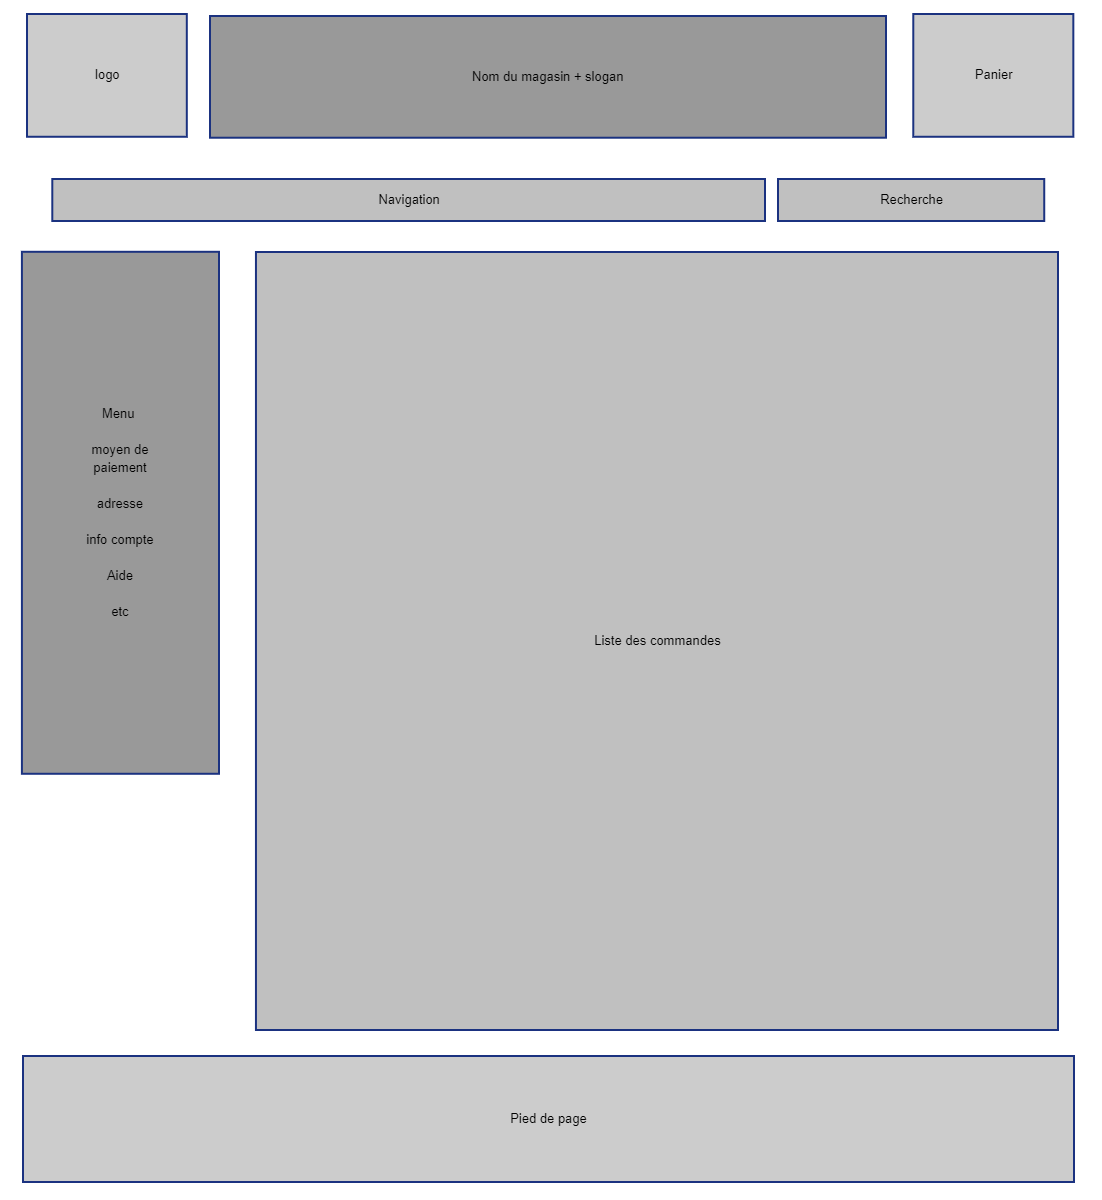 logo
Nom du magasin + slogan
Panier
Navigation
Recherche
Menu
moyen de
paiement
adresse
info compte
Aide
etc
Liste des commandes
Pied de page